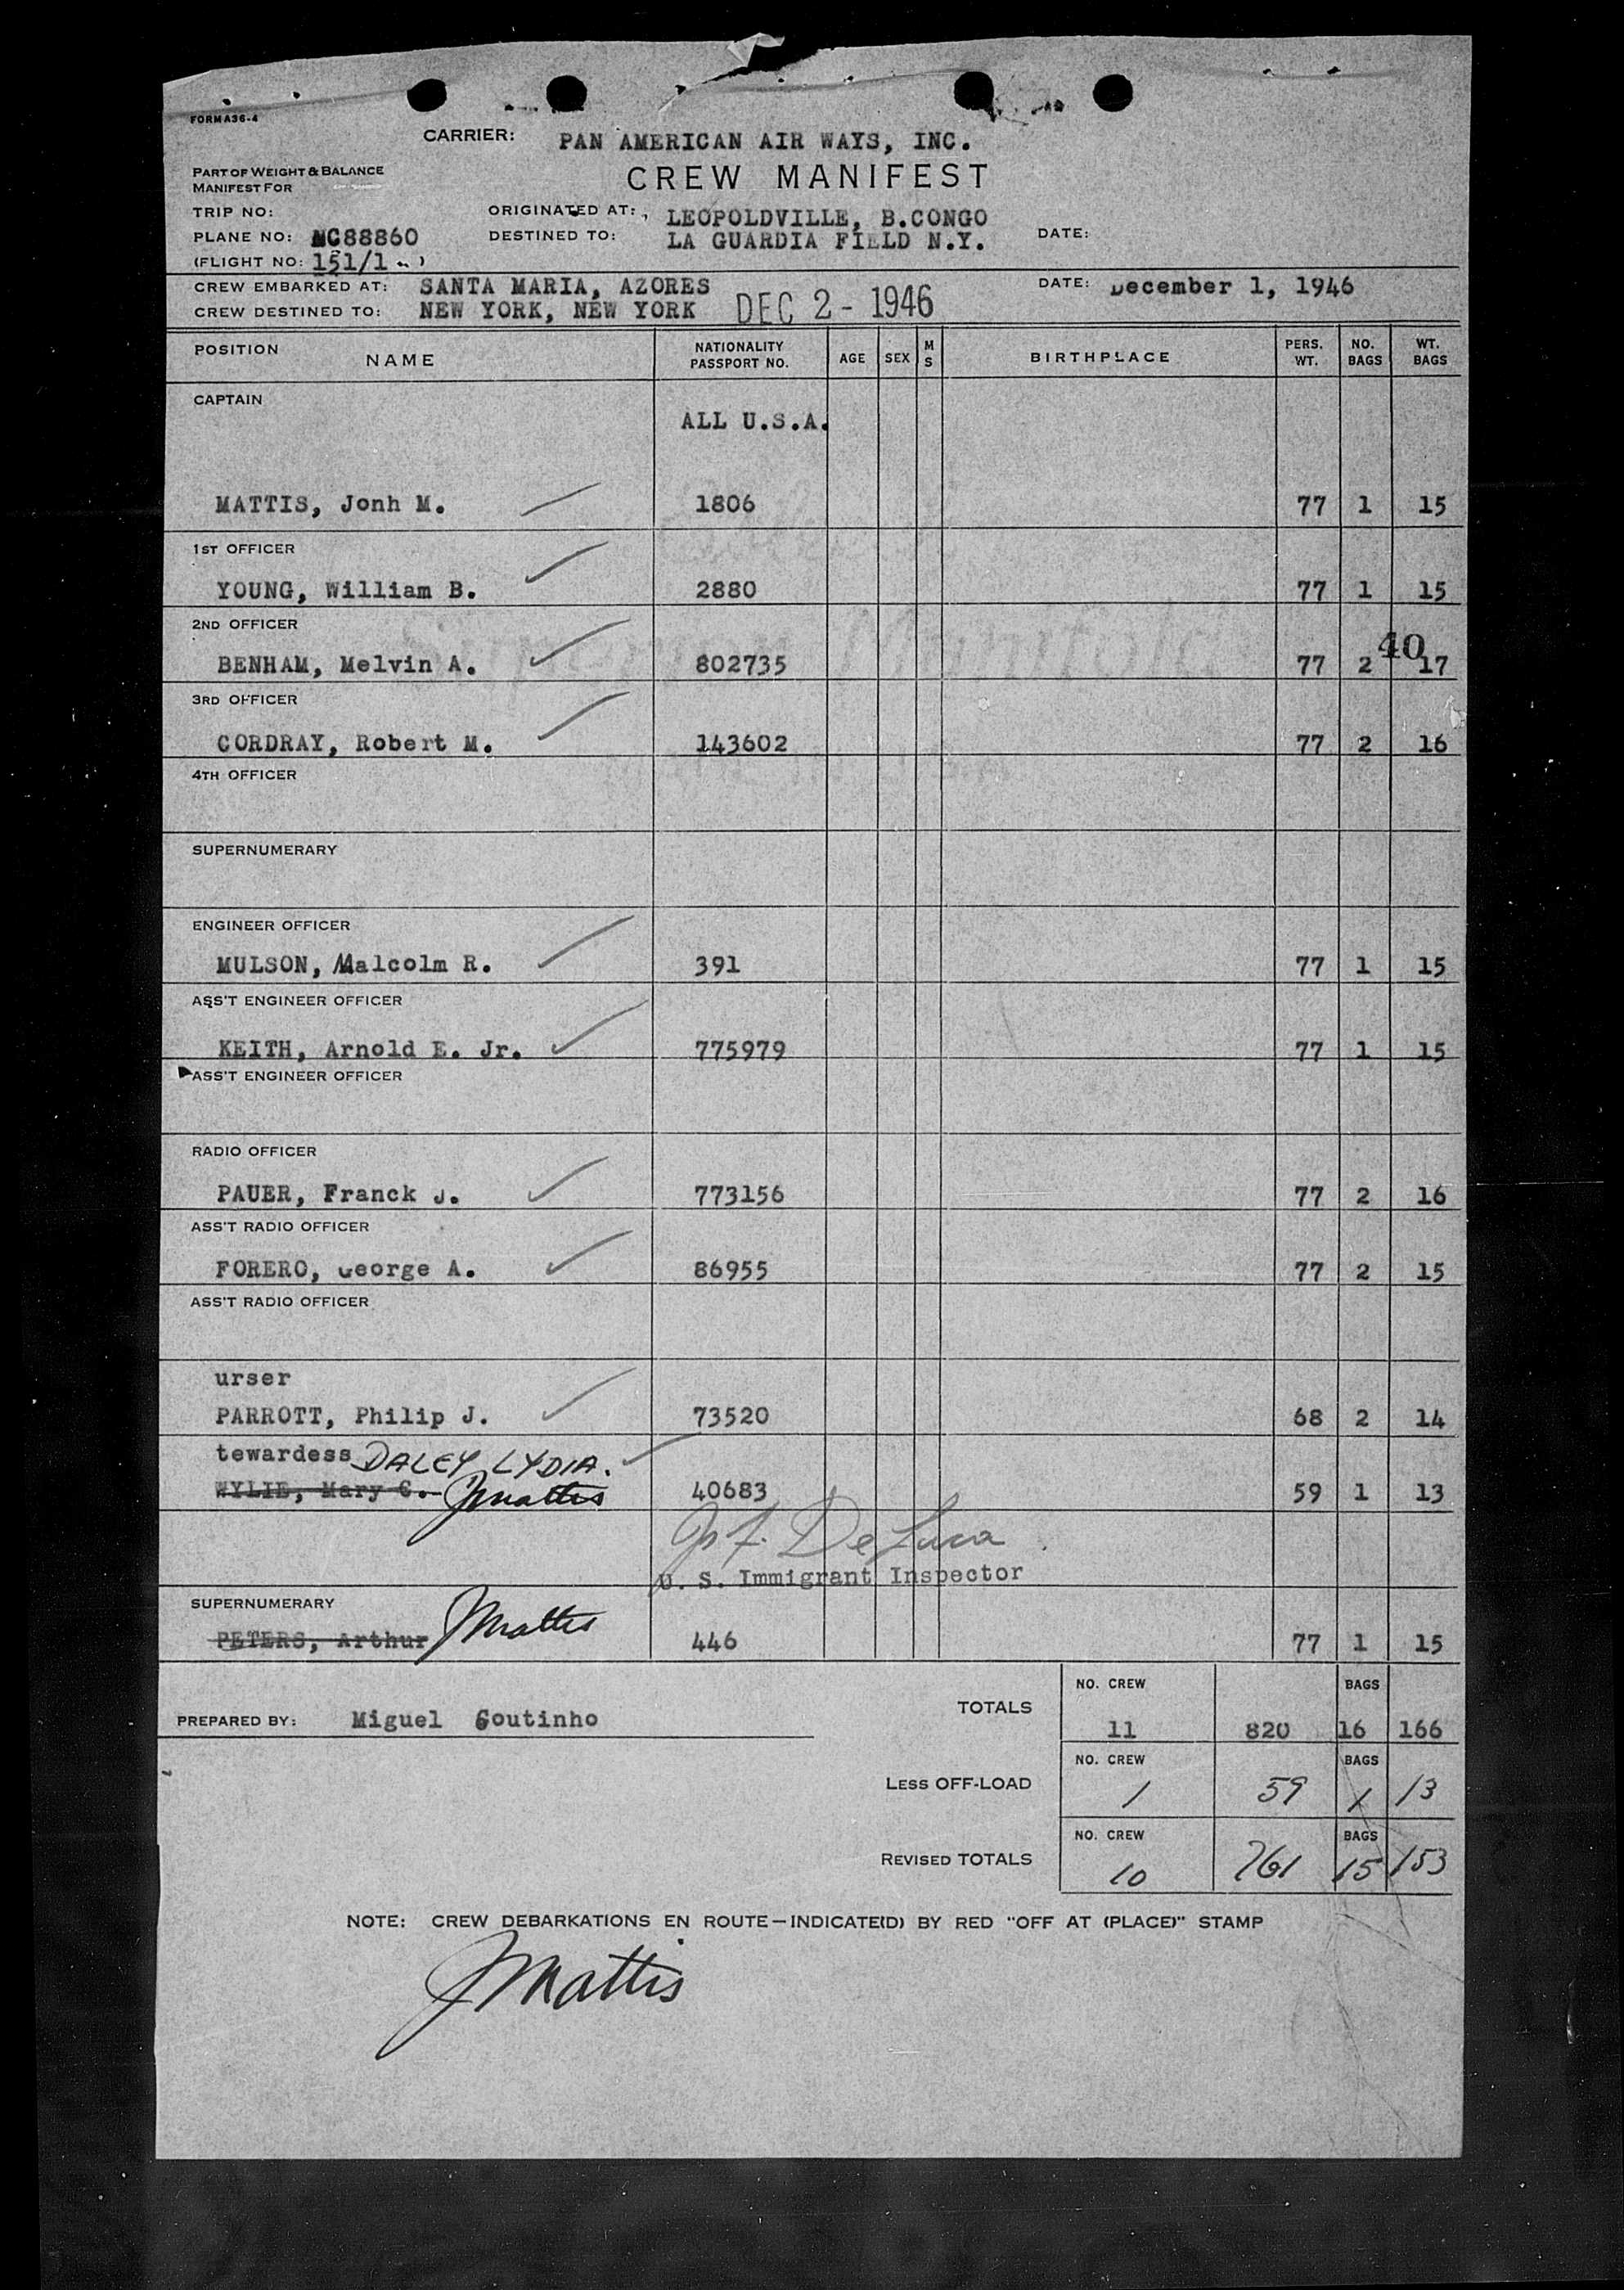 FORM A36-4
CARRIER: PAN AMERICAN AIR WAYS, INC.
PART OF WEIGHT & BALANCE
MANIFEST FOR
CREW MANIFEST
TRIP NO:
ORIGINATED AT: LEOPOLDVILLE, B.CONGO
PLANE NO: NC88860
DESTINED TO: LA GUARDIA FIELD N.Y. DATE:
(FLIGHT NO: 151/1 )
CREW EMBARKED AT: SANTA MARIA, AZORES DATE: December 1, 1946
CREW DESTINED TO: NEW YORK, NEW YORK DEC 2 - 1946
POSITION NAME NATIONALITY PASSPORT NO. AGE SEX M S BIRTHPLACE PERS. WT. NO. BAGS WT. BAGS
CAPTAIN
ALL U.S.A.
MATTIS, Jonh M. 1806 77 1 15
1ST OFFICER
YOUNG, William B. 2880 77 1 15
2ND OFFICER
40
BENHAM, Melvin A. 802735 77 2 17
3RD OFFICER
CORDRAY, Robert M. 143602 77 2 16
4TH OFFICER
SUPERNUMERARY
ENGINEER OFFICER
MULSON, Malcolm R. 391 77 1 15
ASS'T ENGINEER OFFICER
KEITH, Arnold E. Jr. 775979 77 1 15
ASS'T ENGINEER OFFICER
RADIO OFFICER
PAUER, Franck J. 773156 77 2 16
ASS'T RADIO OFFICER
FORERO, George A. 86955 77 2 15
ASS'T RADIO OFFICER
urser
PARROTT, Philip J. 73520 68 2 14
tewardess DALEY LYDIA.
WYLIE, Mary C. JMattis 40683 59 1 13
De Luca
U. S. Immigrant Inspector
SUPERNUMERARY
PETERS, Arthur JMattis 446 77 1 15
PREPARED BY: Miguel Coutinho
TOTALS NO. CREW 11 820 BAGS 16 166
LESS OFF-LOAD NO. CREW 1 59 BAGS 1 13
REVISED TOTALS NO. CREW 10 761 BAGS 15 153
NOTE: CREW DEBARKATIONS EN ROUTE—INDICATE(D) BY RED "OFF AT (PLACE)" STAMP
JMattis